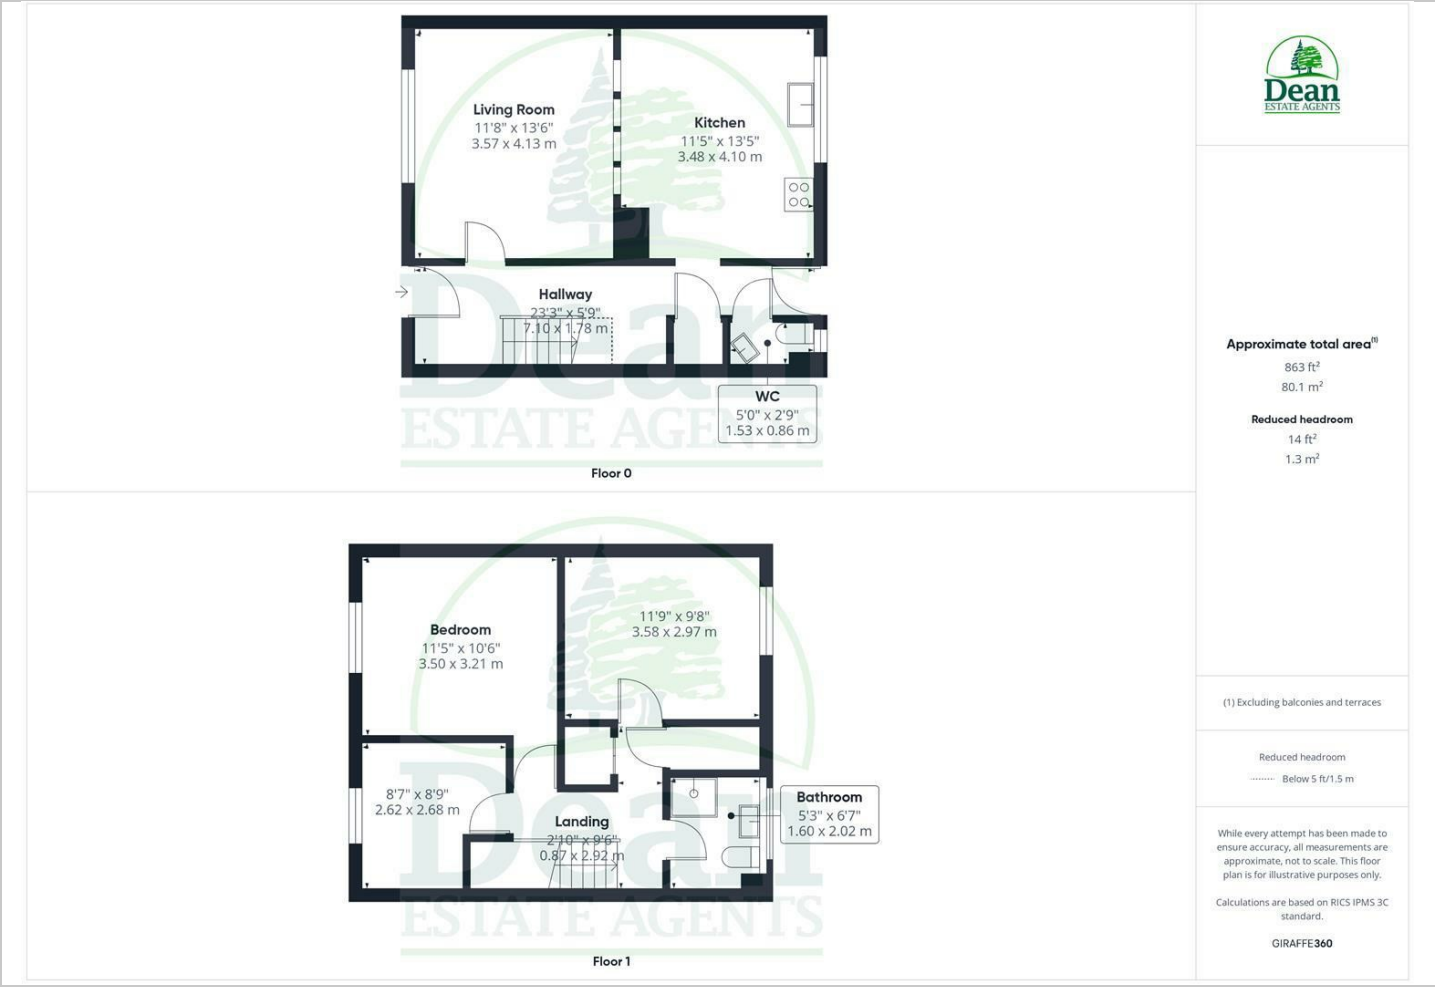 Living Room
11'8" x 13'6"
3.57 x 4.13 m
Kitchen
11'5" x 13'5"
3.48 x 4.10 m
Hallway
23'3" x 5'9"
7.10 x 1.78 m
WC
5'0" x 2'9"
1.53 x 0.86 m
Dean
ESTATE AGENTS
Floor 0
Bedroom
11'5" x 10'6"
3.50 x 3.21 m
11'9" x 9'8"
3.58 x 2.97 m
8'7" x 8'9"
2.62 x 2.68 m
Landing
2'10" x 9'6"
0.87 x 2.92 m
Bathroom
5'3" x 6'7"
1.60 x 2.02 m
Dean
ESTATE AGENTS
Floor 1
Dean
ESTATE AGENTS
Approximate total area(1)
863 ft²
80.1 m²
Reduced headroom
14 ft²
1.3 m²
(1) Excluding balconies and terraces
Reduced headroom
Below 5 ft/1.5 m
While every attempt has been made to
ensure accuracy, all measurements are
approximate, not to scale. This floor
plan is for illustrative purposes only.
Calculations are based on RICS IPMS 3C
standard.
GIRAFFE360